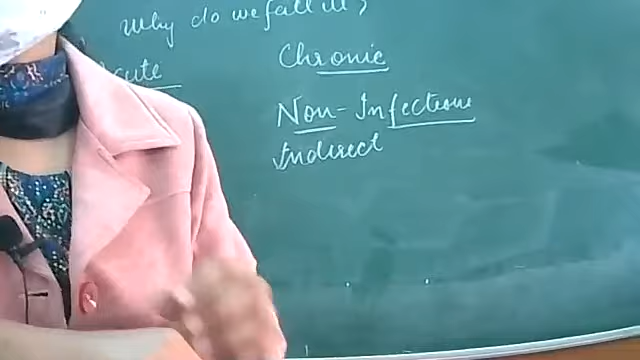 Why do we fall ill?
cute
Chronic
Non-Infectious
Indirect